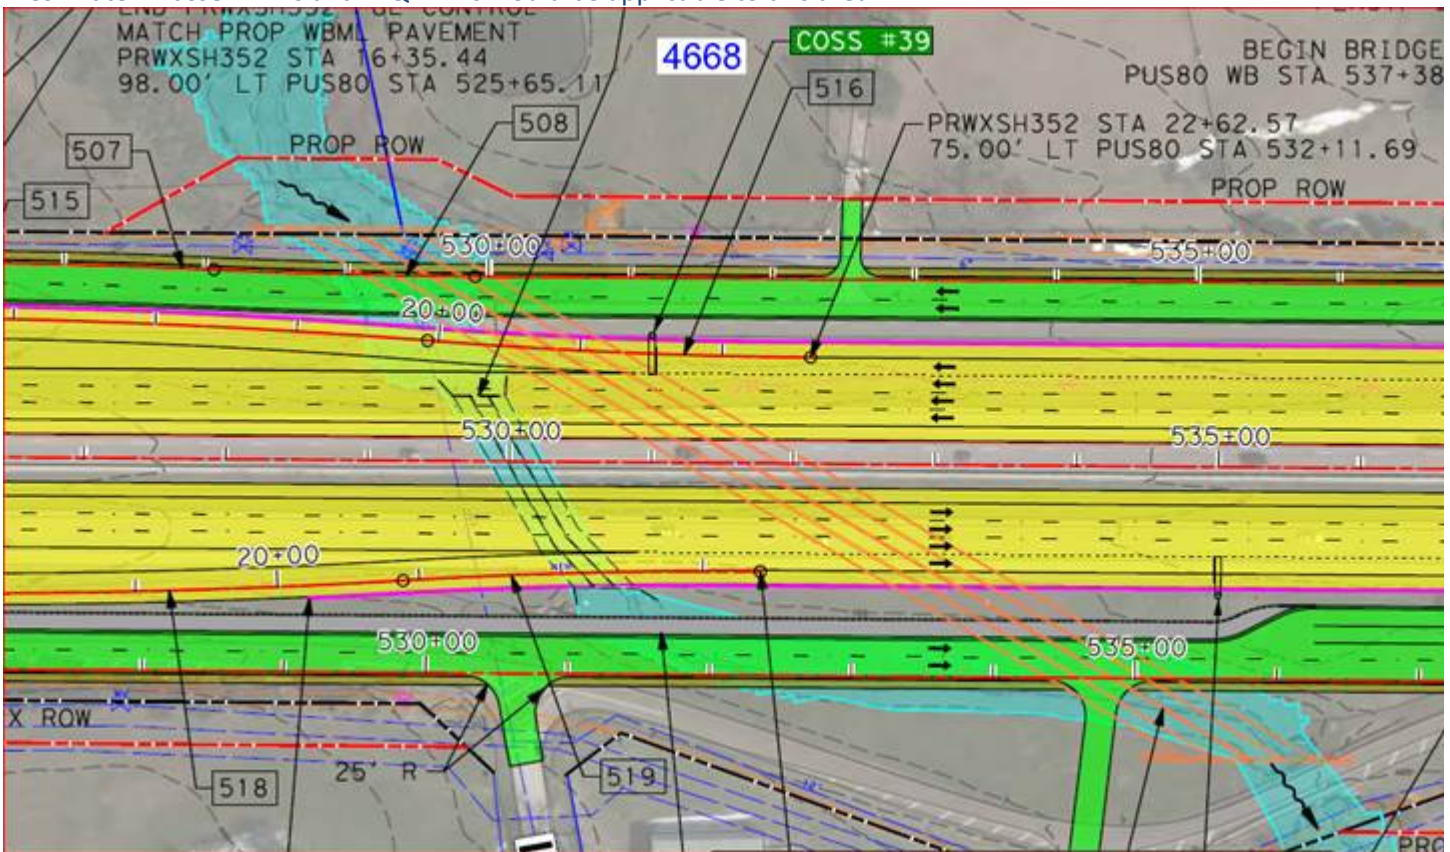 MATCH PROP WBML PAVEMENT
PRWXSH352 STA 16+35.44
98.00' LT PUS80 STA 525+65.11
4668
COSS #39
516
BEGIN BRIDGE
PUS80 WB STA 537+38
PRWXSH352 STA 22+62.57
75.00' LT PUS80 STA 532+11.69
PROP ROW
508
PROP ROW
507
515
530+00
535+00
20+00
530+00
535+00
20+00
530+00
535+00
X ROW
518
25' R
519
PRO